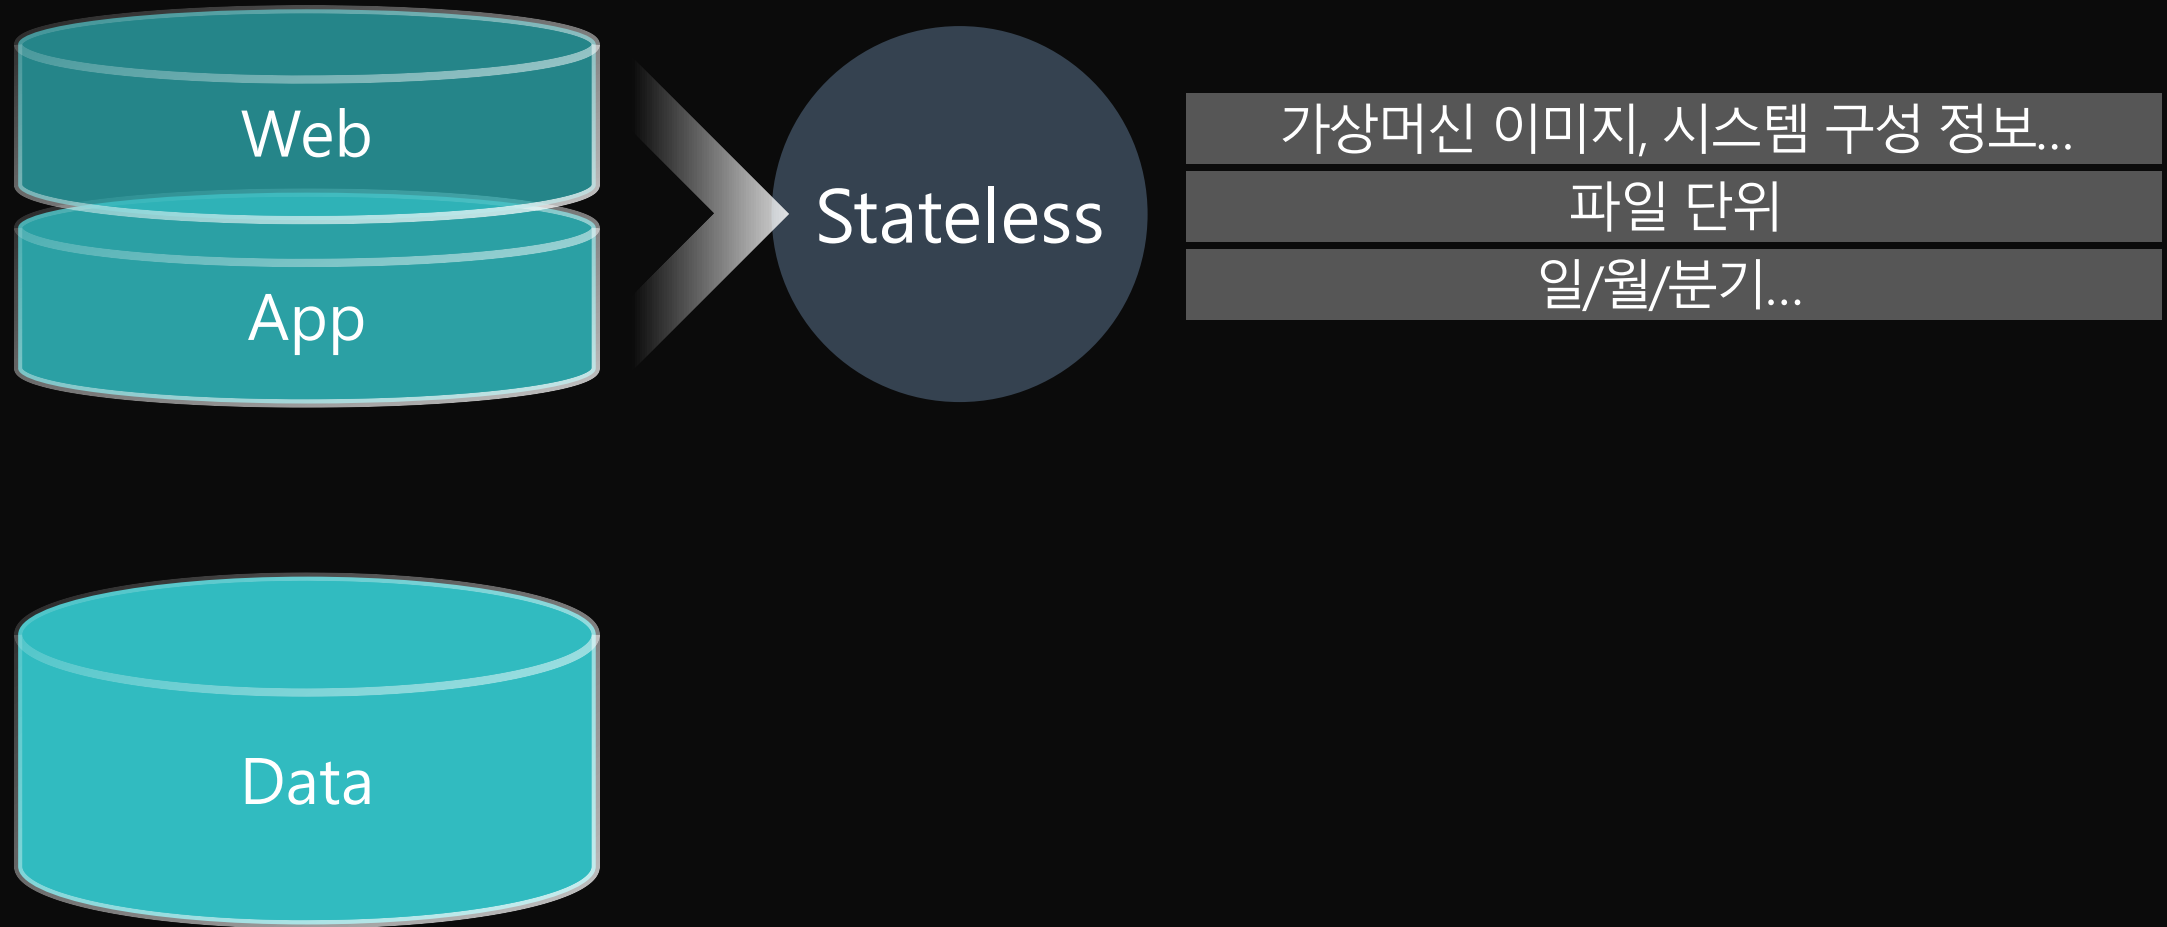 Web
App
Stateless
가상머신 이미지, 시스템 구성 정보...
파일 단위
일/월/분기...
Data